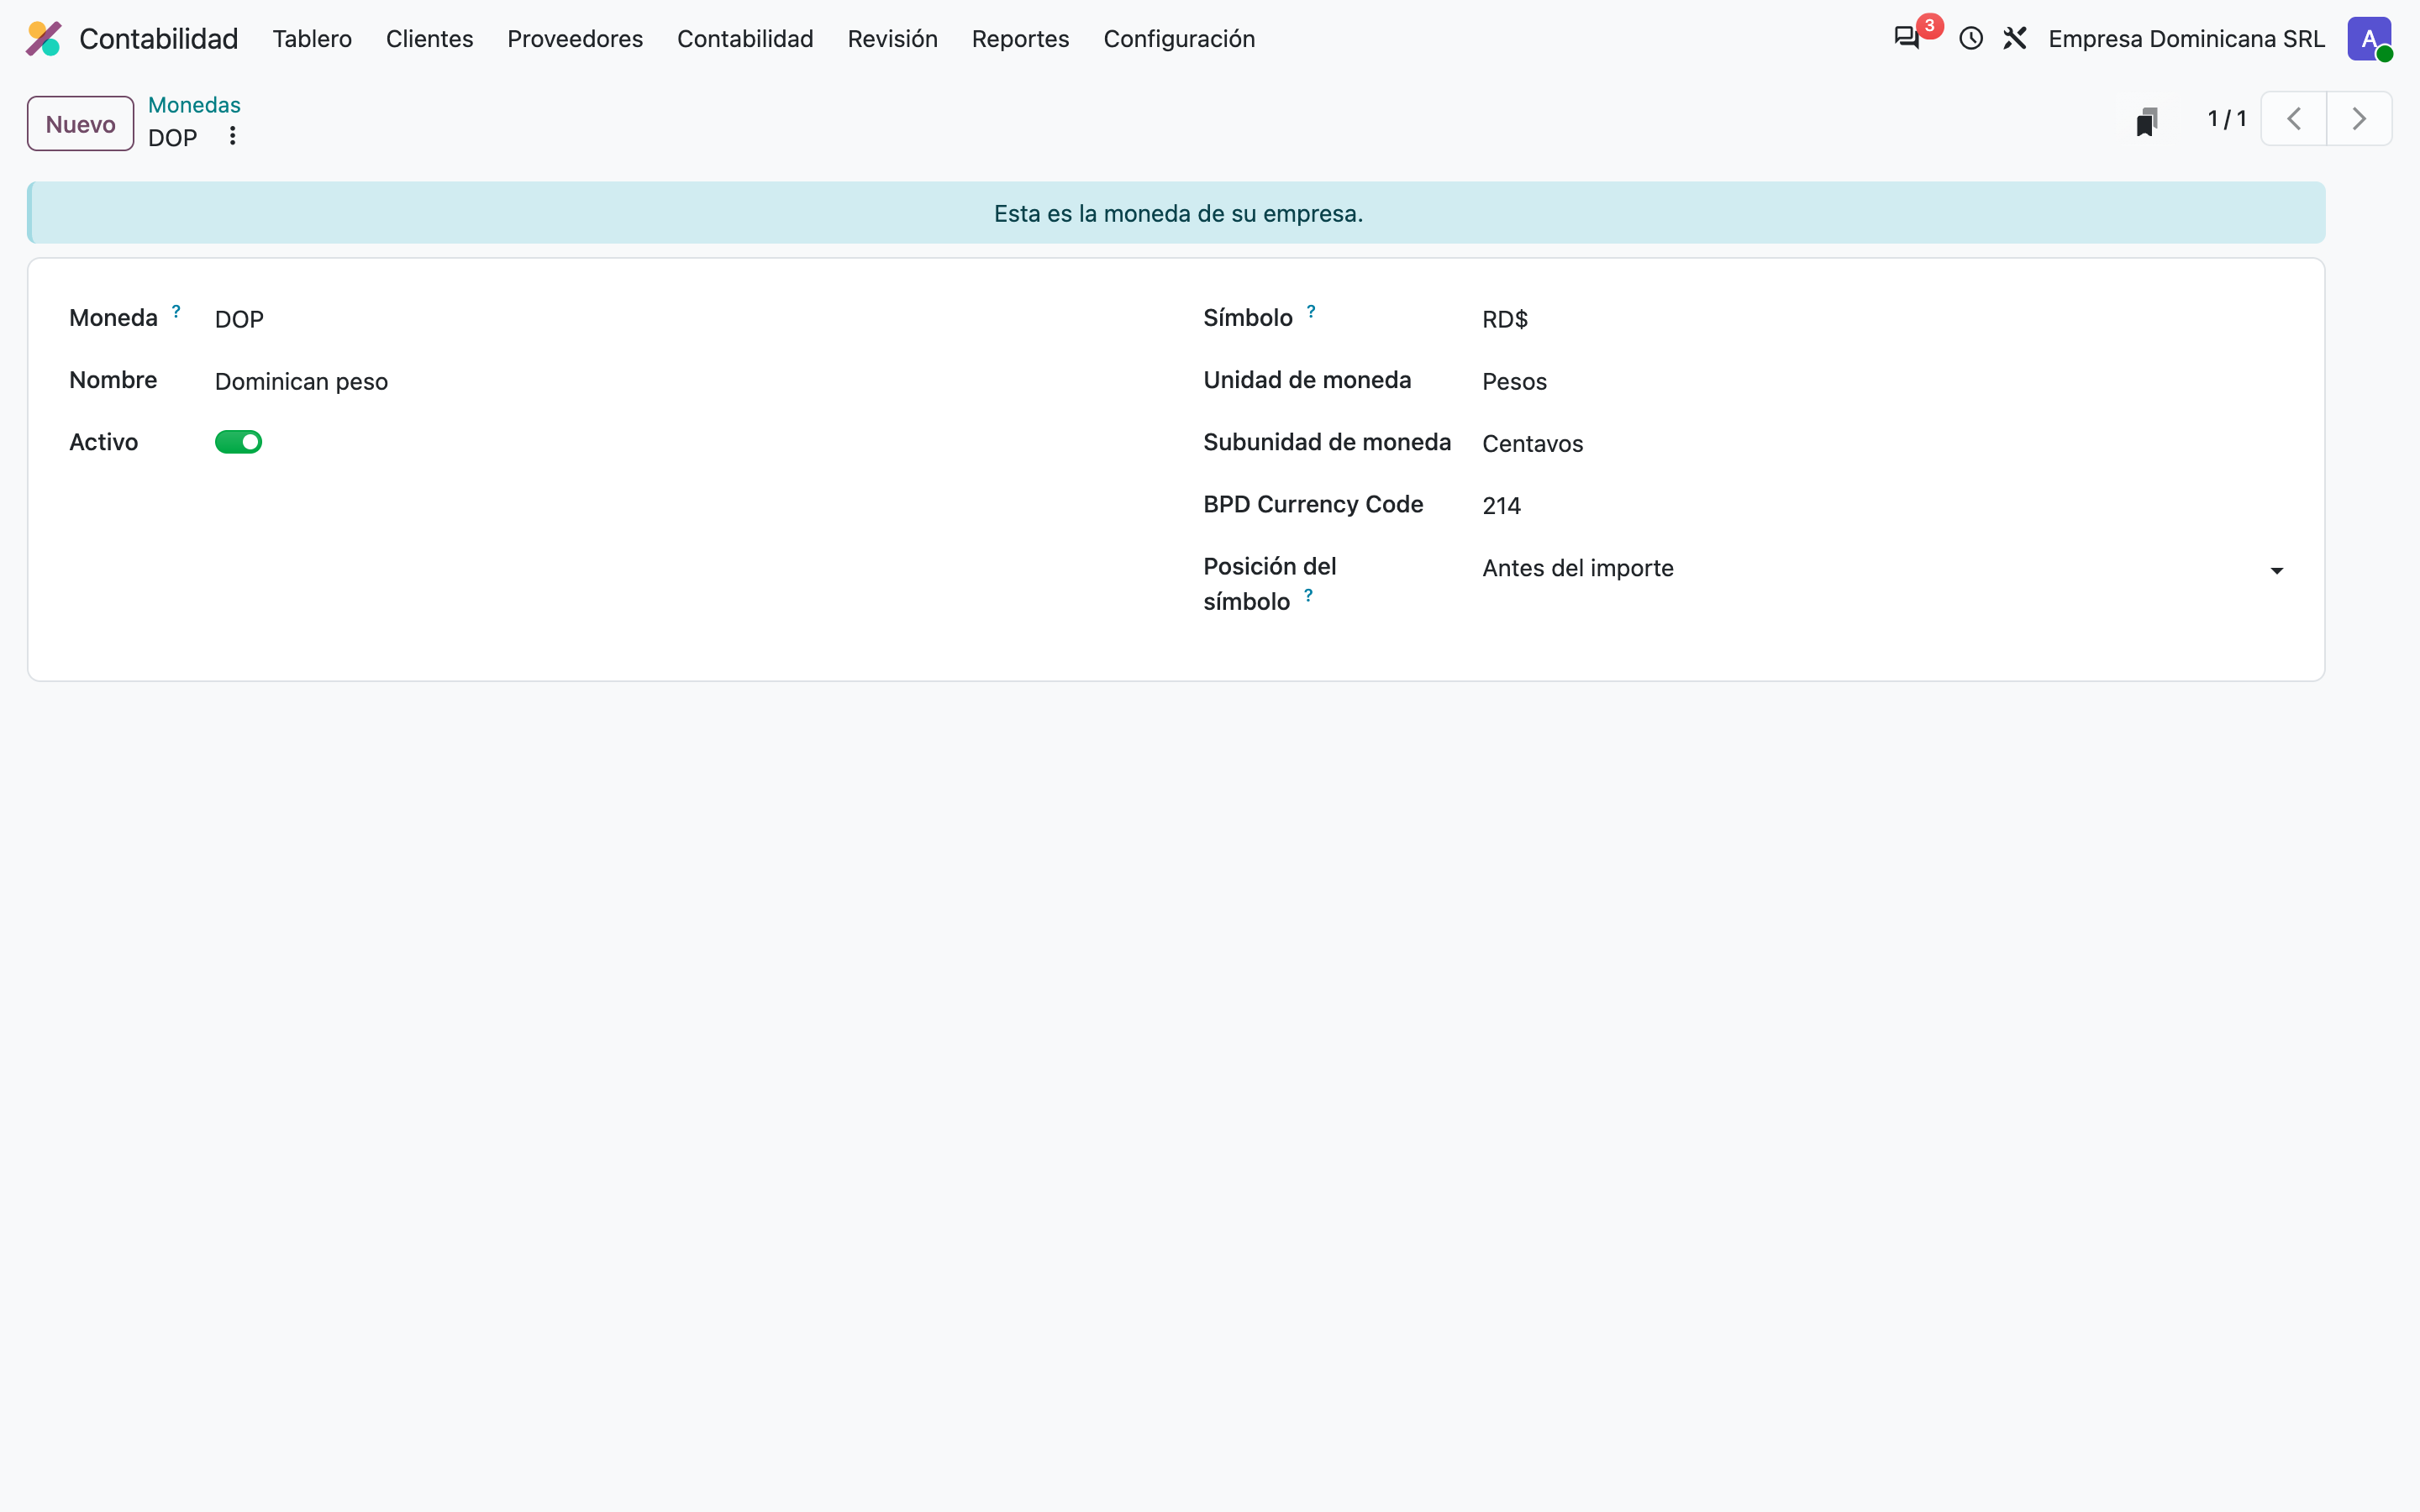 Contabilidad Tablero Clientes Proveedores Contabilidad Revisión Reportes Configuración 3 Empresa Dominicana SRL A
Nuevo
Monedas
DOP
1 / 1
Esta es la moneda de su empresa.
Moneda ? DOP
Nombre Dominican peso
Activo
Símbolo ? RD$
Unidad de moneda Pesos
Subunidad de moneda Centavos
BPD Currency Code 214
Posición del
símbolo ? Antes del importe